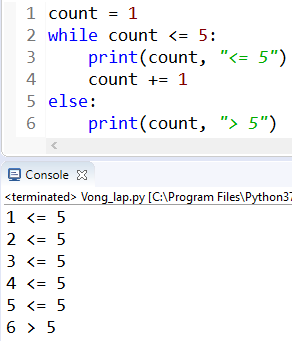 1 count = 1
2 while count <= 5:
3     print(count, "<= 5")
4     count += 1
5 else:
6     print(count, "> 5")
Console
<terminated> Vong_lap.py [C:\Program Files\Python37
1 <= 5
2 <= 5
3 <= 5
4 <= 5
5 <= 5
6 > 5